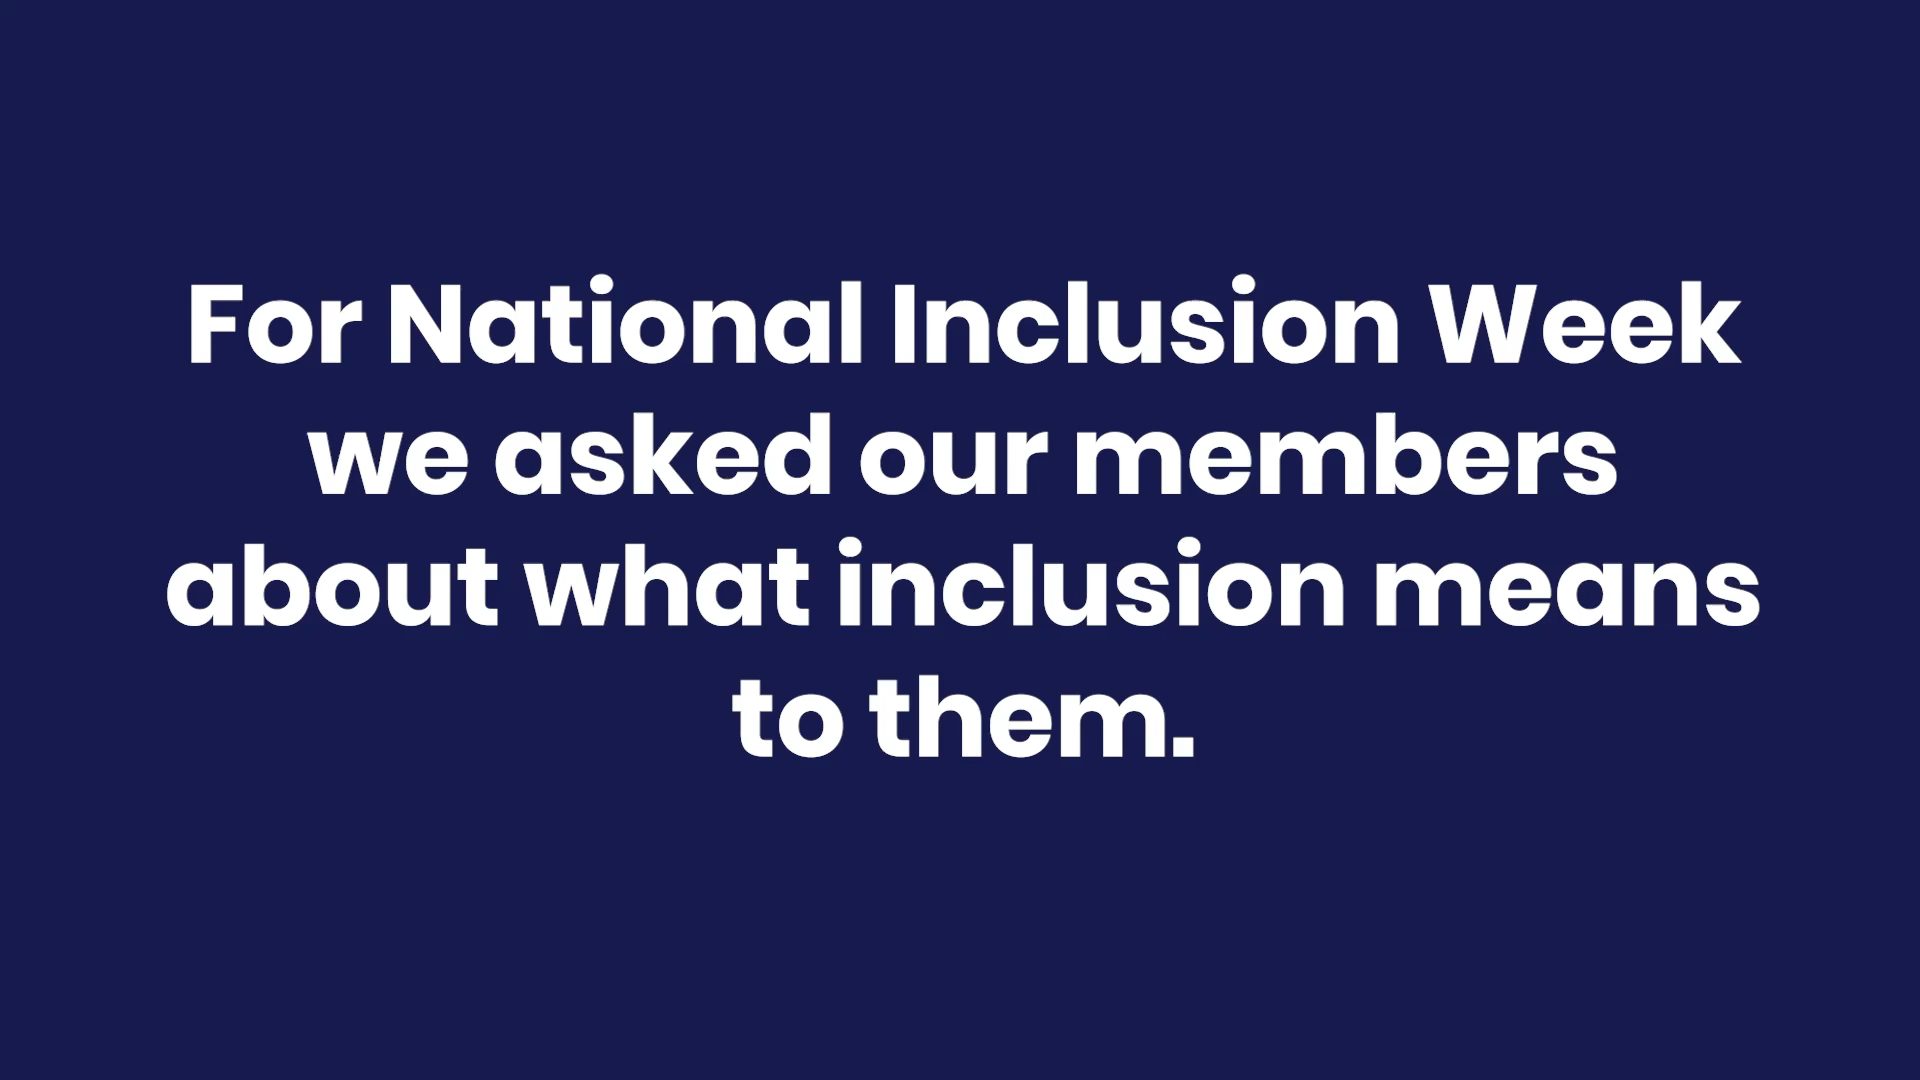 For National Inclusion Week
we asked our members
about what inclusion means
to them.